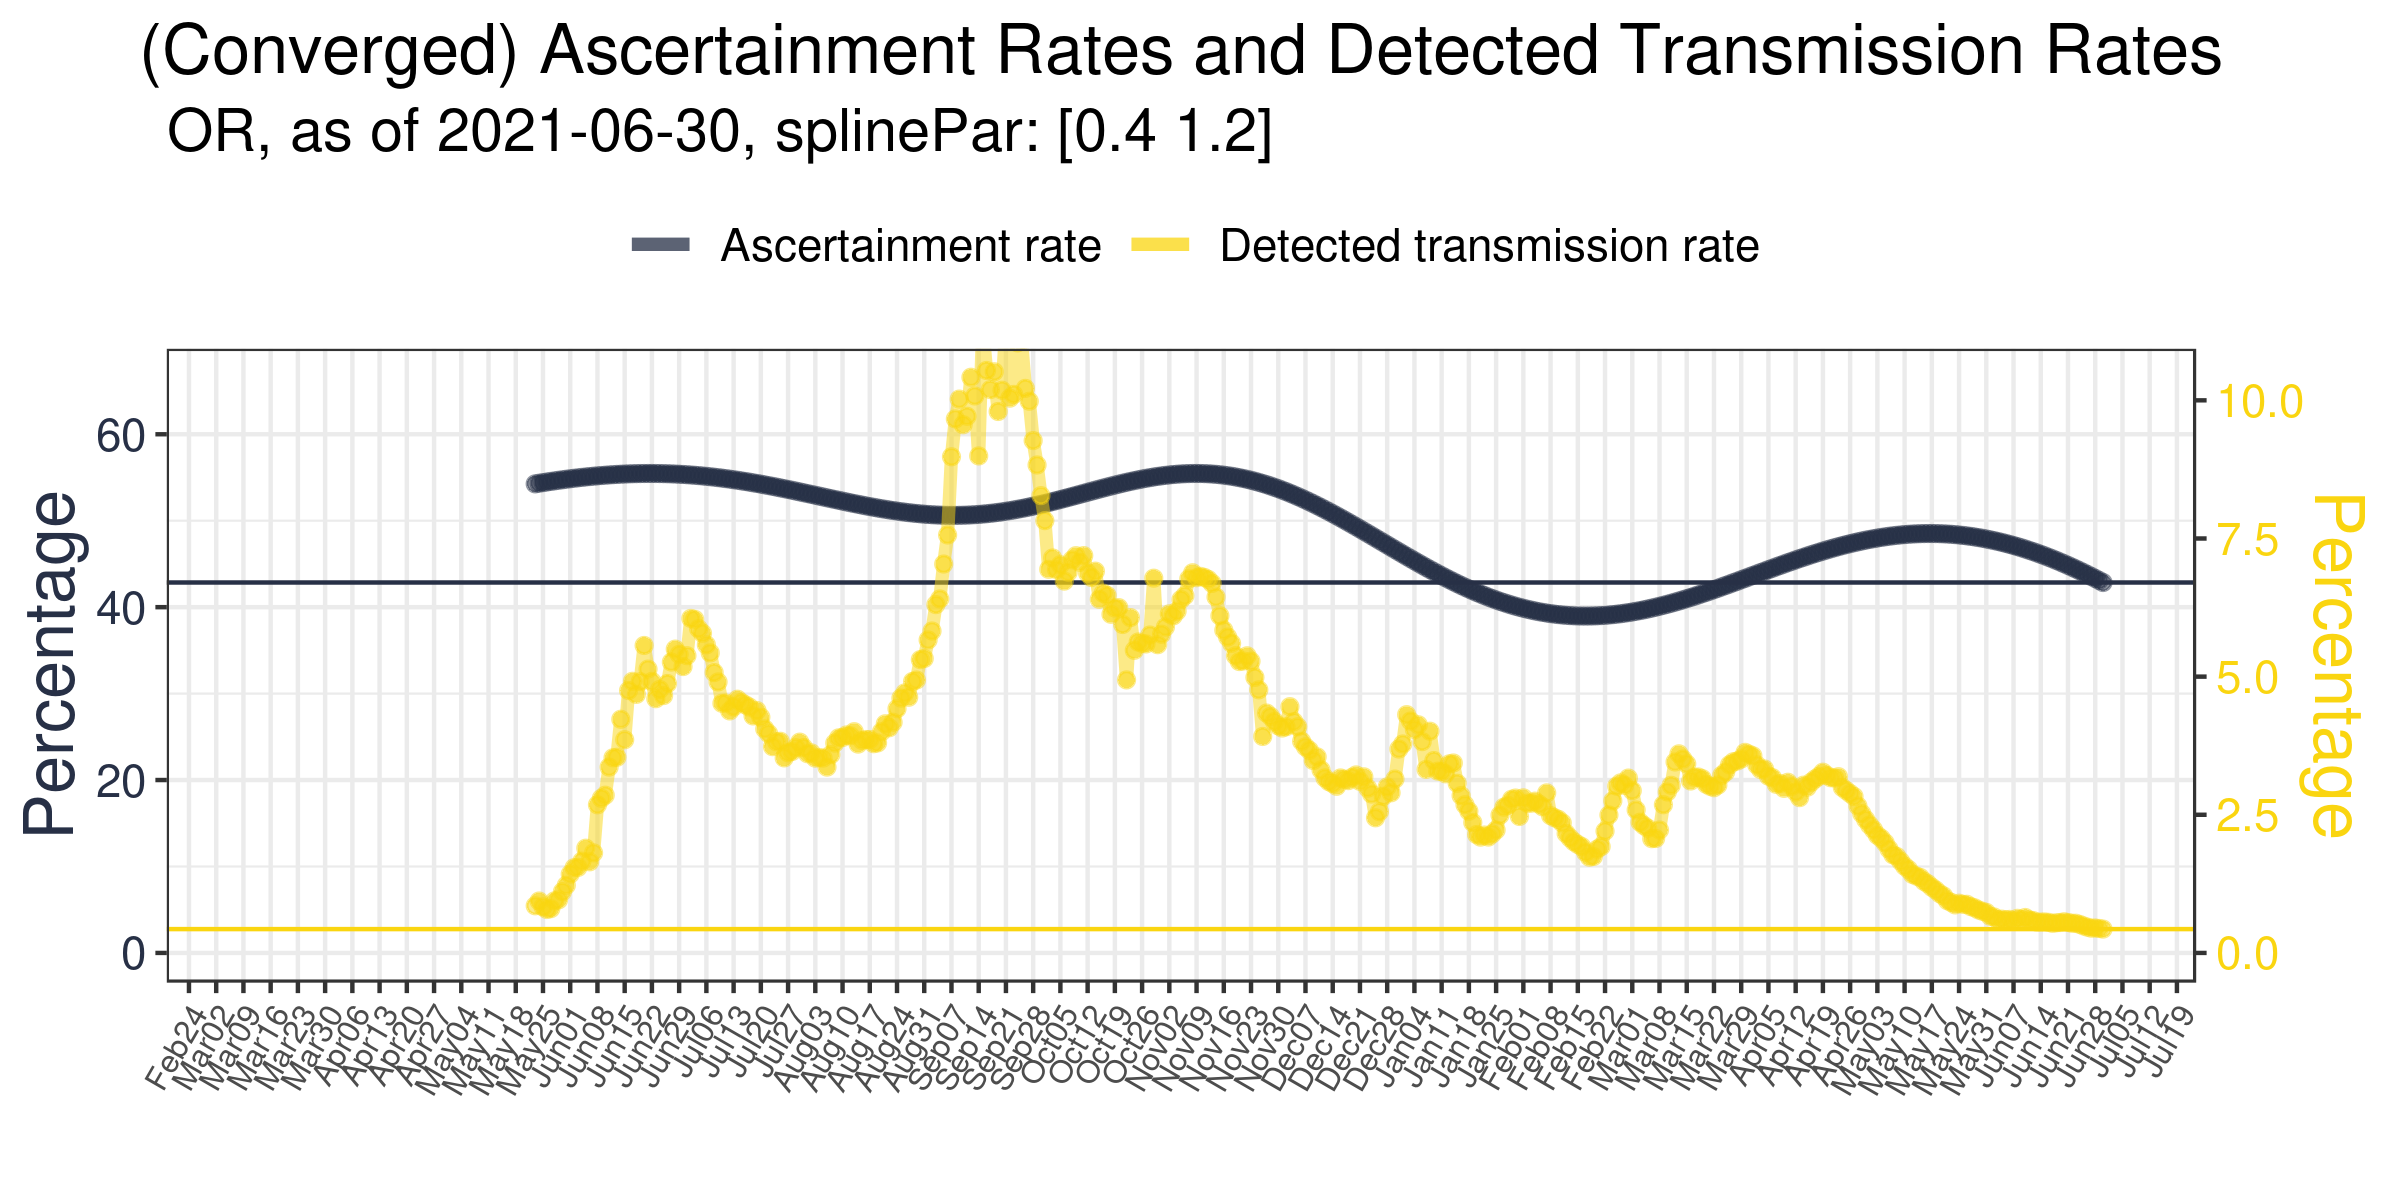 (Converged) Ascertainment Rates and Detected Transmission Rates
OR, as of 2021-06-30, splinePar: [0.4 1.2]
Ascertainment rate
Detected transmission rate
Percentage
60
40
20
0
10.0
7.5
5.0
2.5
0.0
Percentage
Feb24
Mar02
Mar09
Mar16
Mar23
Mar30
Apr06
Apr13
Apr20
Apr27
May04
May11
May18
May25
Jun01
Jun08
Jun15
Jun22
Jun29
Jul06
Jul13
Jul20
Jul27
Aug03
Aug10
Aug17
Aug24
Aug31
Sep07
Sep14
Sep21
Sep28
Oct05
Oct12
Oct19
Oct26
Nov02
Nov09
Nov16
Nov23
Nov30
Dec07
Dec14
Dec21
Dec28
Jan04
Jan11
Jan18
Jan25
Feb01
Feb08
Feb15
Feb22
Mar01
Mar08
Mar15
Mar22
Mar29
Apr05
Apr12
Apr19
Apr26
May03
May10
May17
May24
May31
Jun07
Jun14
Jun21
Jun28
Jul05
Jul12
Jul19